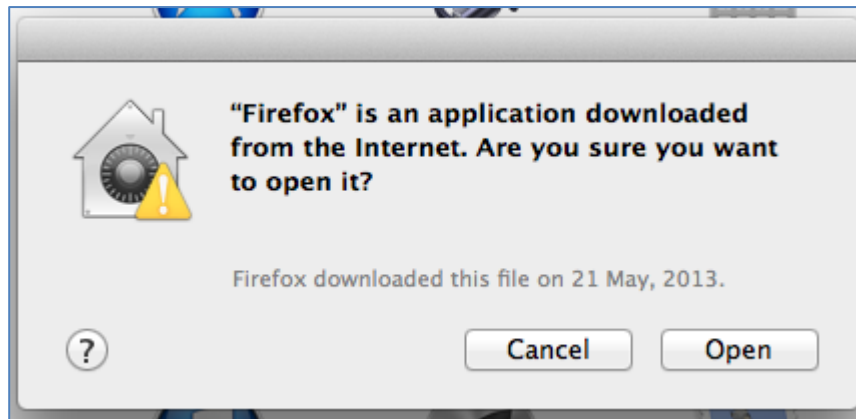 “Firefox” is an application downloaded
from the Internet. Are you sure you want
to open it?
Firefox downloaded this file on 21 May, 2013.
?
Cancel
Open